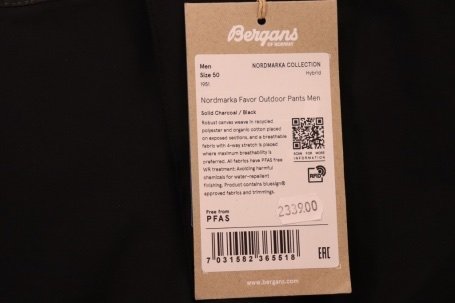 Bergans
OF NORWAY
Men
NORDMARKA COLLECTION
Size 50
Hybrid
1951
Nordmarka Favor Outdoor Pants Men
Solid Charcoal / Black
Robust canvas weave in recycled
polyester and organic cotton placed
on exposed sections, and a breathable
fabric with 4-way stretch is placed
where maximum breathability is
preferred. All fabrics have PFAS free
WR treatment: Avoiding harmful
chemicals for water-repellent
finishing. Product contains bluesign®
approved fabrics and trimmings.
SCAN FOR MORE
INFORMATION
RFID
Free from
PFAS
2339.00
7 031582 365518
EAC
www.bergans.com